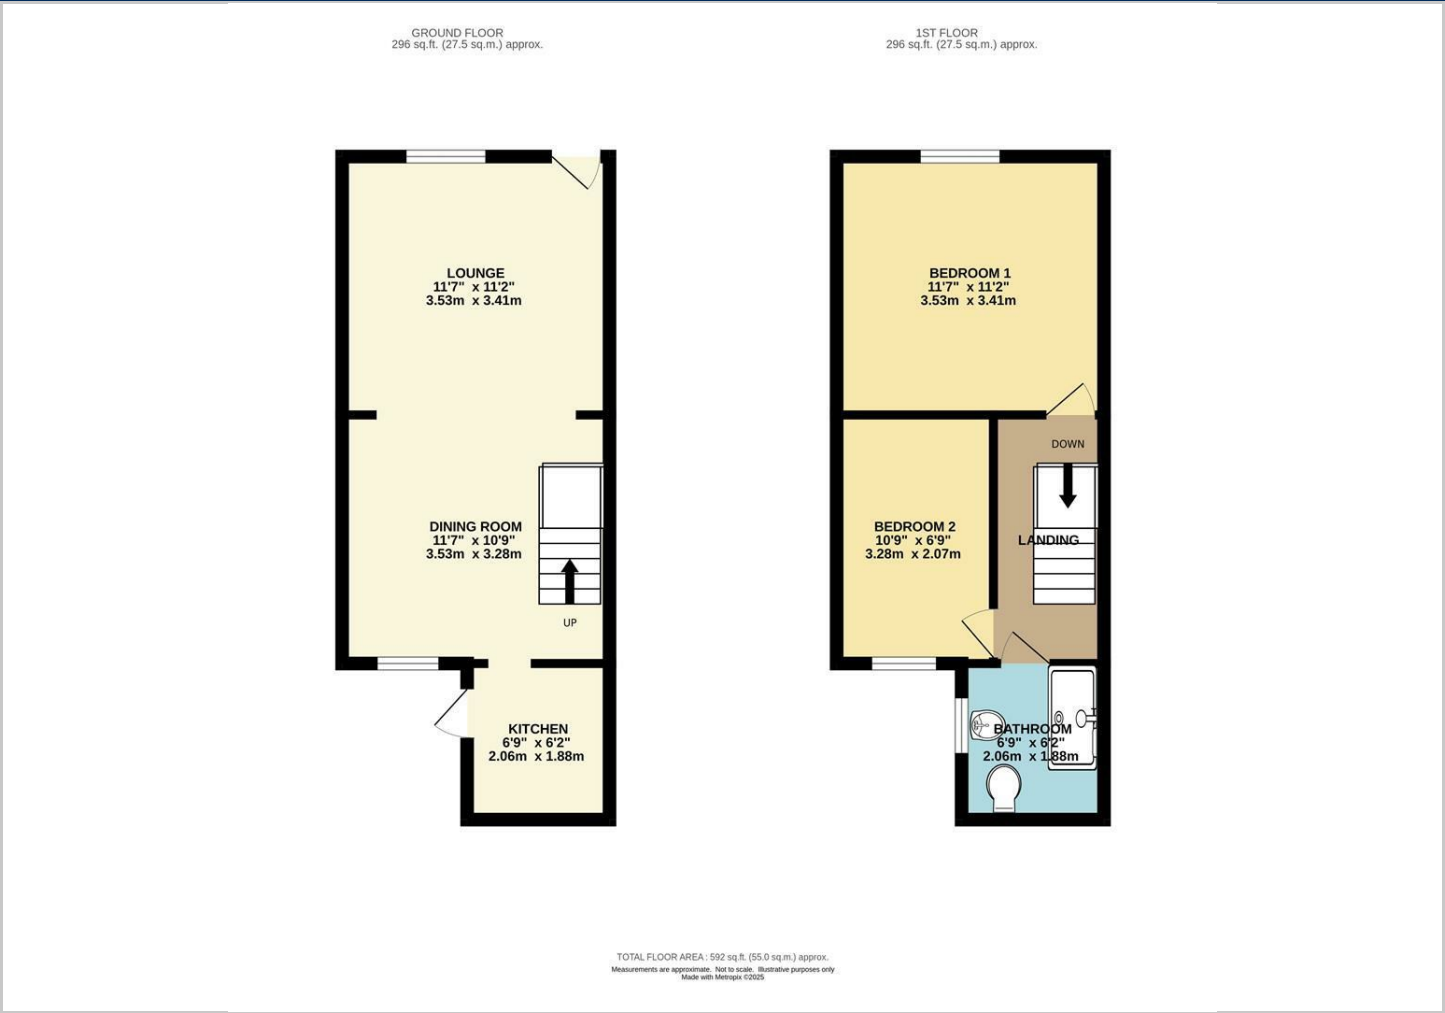 GROUND FLOOR
296 sq.ft. (27.5 sq.m.) approx.
LOUNGE
11'7" x 11'2"
3.53m x 3.41m
DINING ROOM
11'7" x 10'9"
3.53m x 3.28m
UP
KITCHEN
6'9" x 6'2"
2.06m x 1.88m
1ST FLOOR
296 sq.ft. (27.5 sq.m.) approx.
BEDROOM 1
11'7" x 11'2"
3.53m x 3.41m
DOWN
BEDROOM 2
10'9" x 6'9"
3.28m x 2.07m
LANDING
BATHROOM
6'9" x 6'2"
2.06m x 1.88m
TOTAL FLOOR AREA : 592 sq.ft. (55.0 sq.m.) approx.
Measurements are approximate. Not to scale. Illustrative purposes only
Made with Metropix ©2025